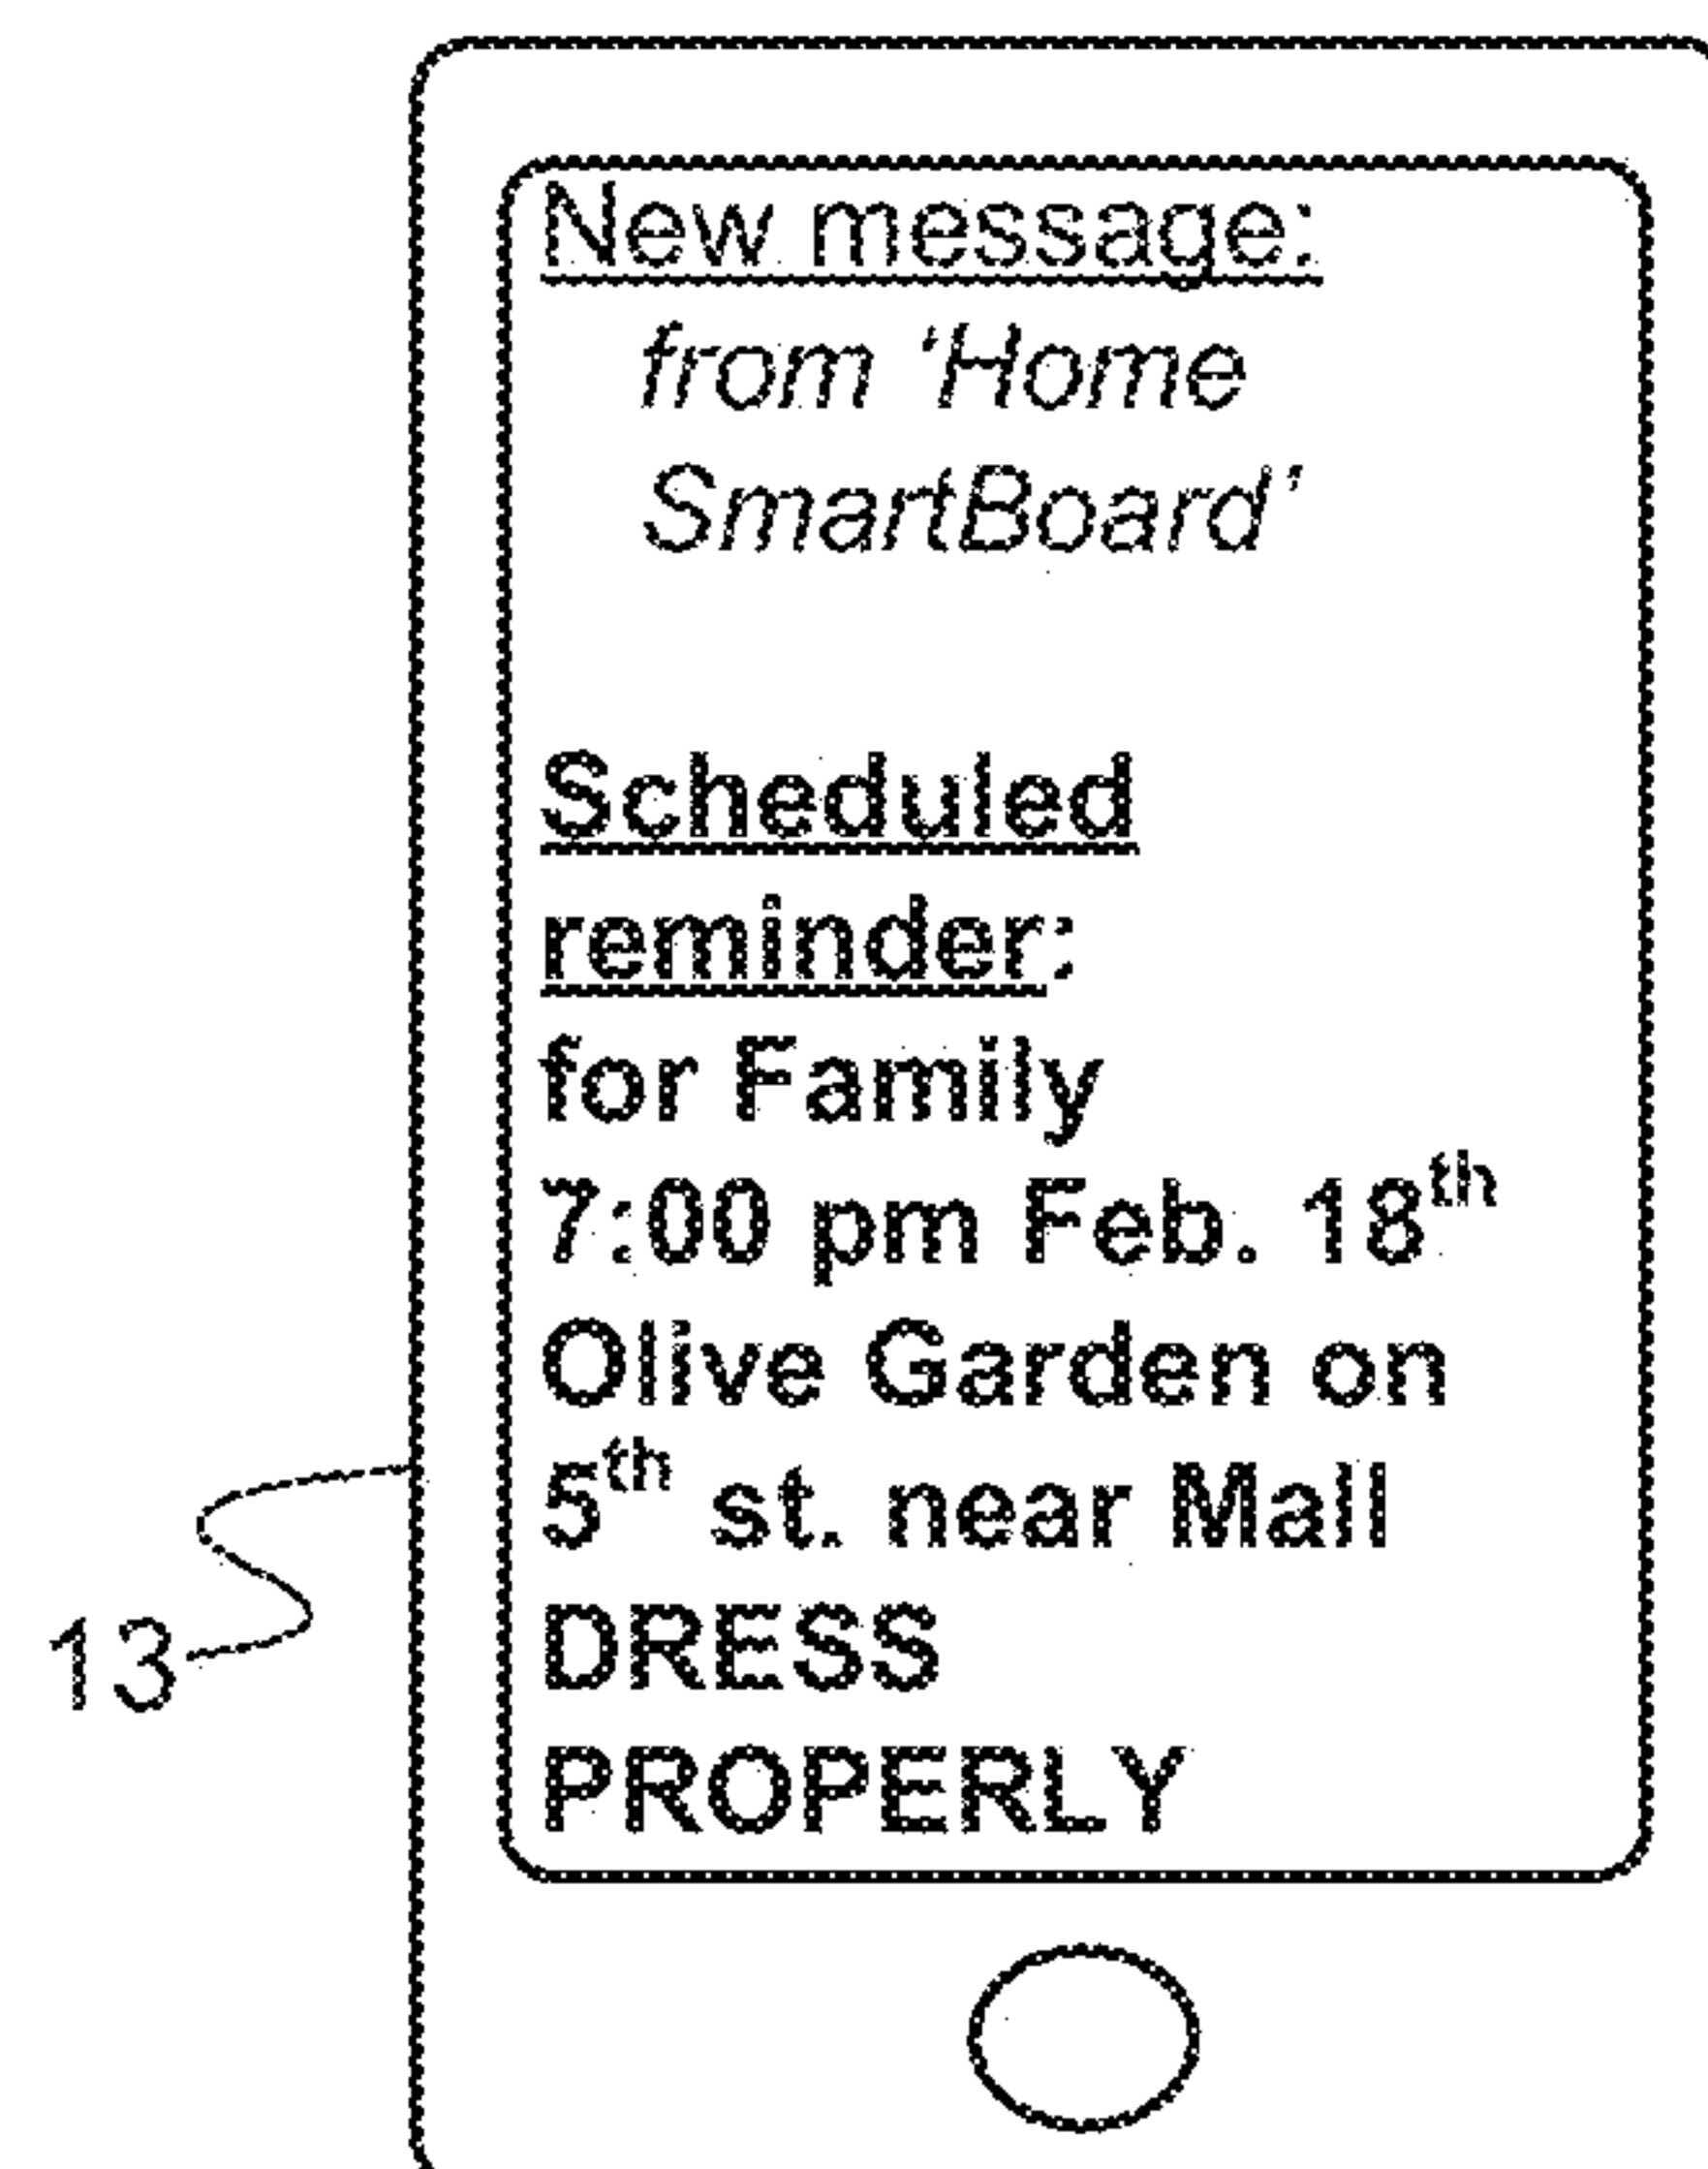 New message:
from 'Home
SmartBoard'
Scheduled
reminder:
for Family
7:00 pm Feb. 18th
Olive Garden on
5th st. near Mall
DRESS
PROPERLY
13